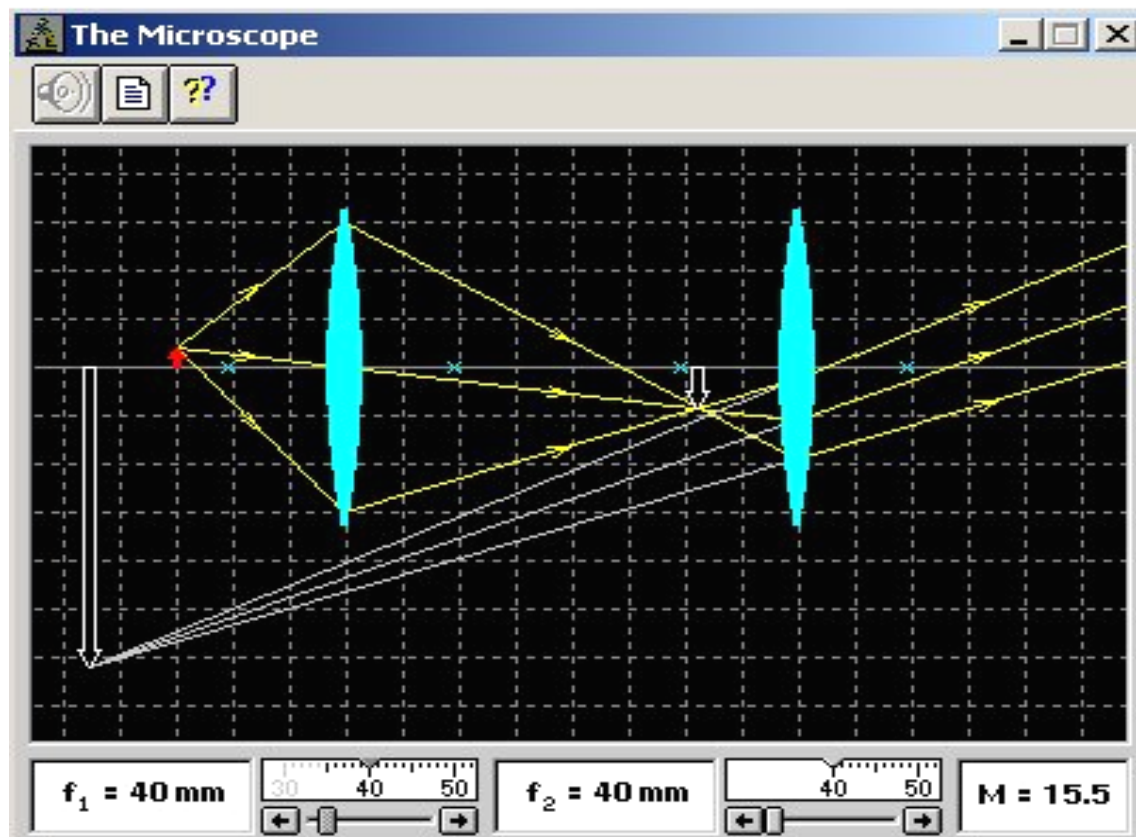 The Microscope
??
f₁ = 40 mm
30 40 50
f₂ = 40 mm
40 50
M = 15.5